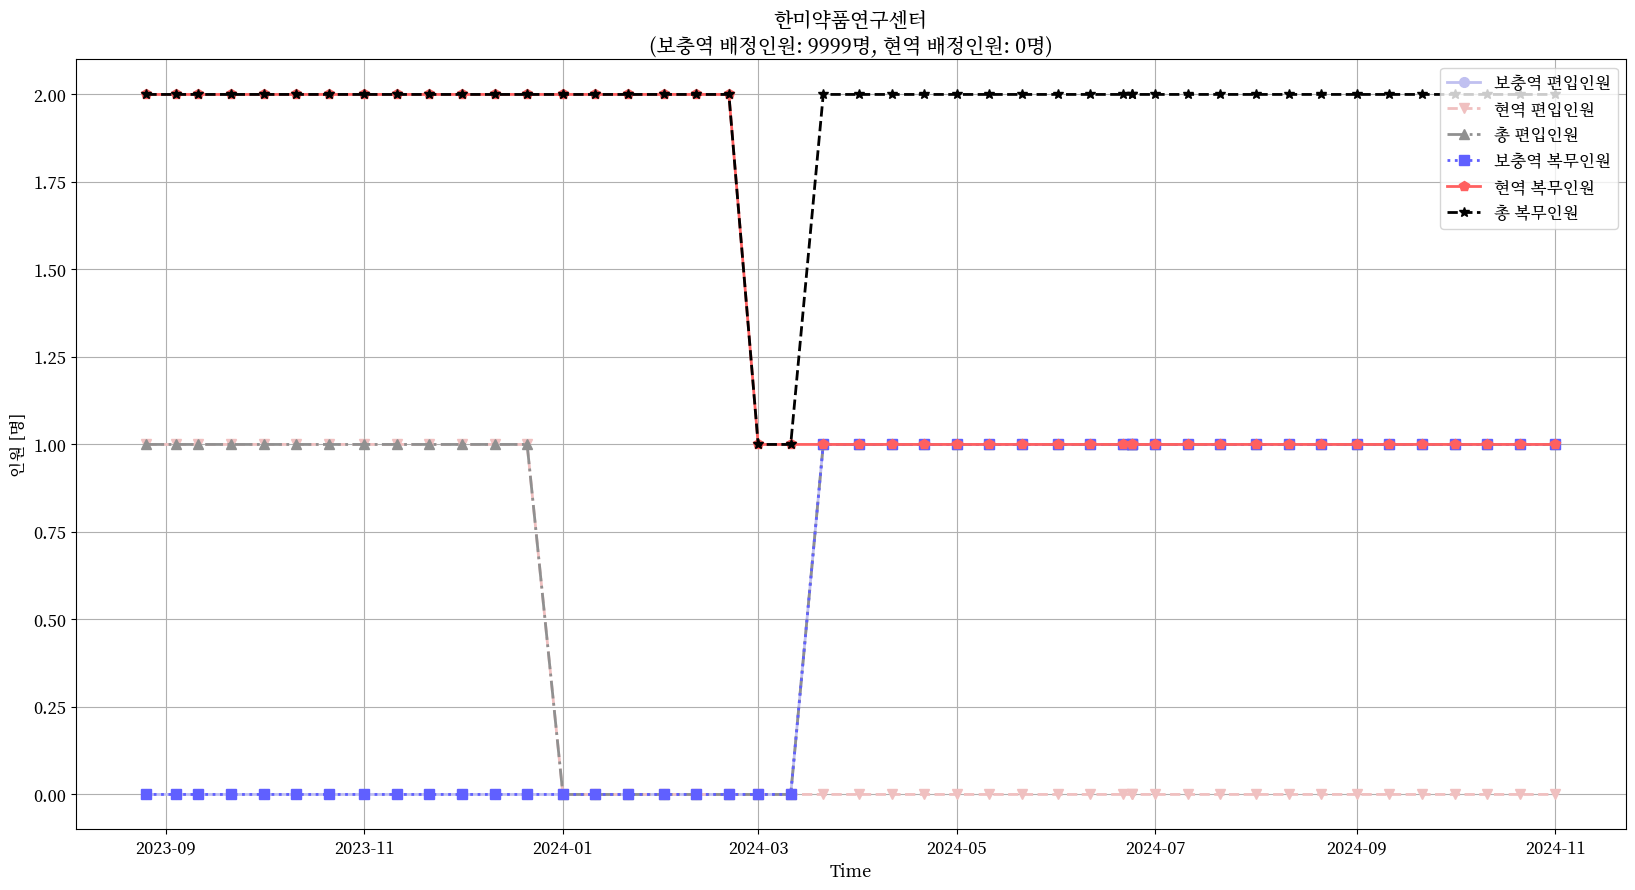 한미약품연구센터
(보충역 배정인원: 9999명, 현역 배정인원: 0명)
보충역 편입인원
현역 편입인원
총 편입인원
보충역 복무인원
현역 복무인원
총 복무인원
인원 [명]
2.00
1.75
1.50
1.25
1.00
0.75
0.50
0.25
0.00
2023-09 2023-11 2024-01 2024-03 2024-05 2024-07 2024-09 2024-11
Time